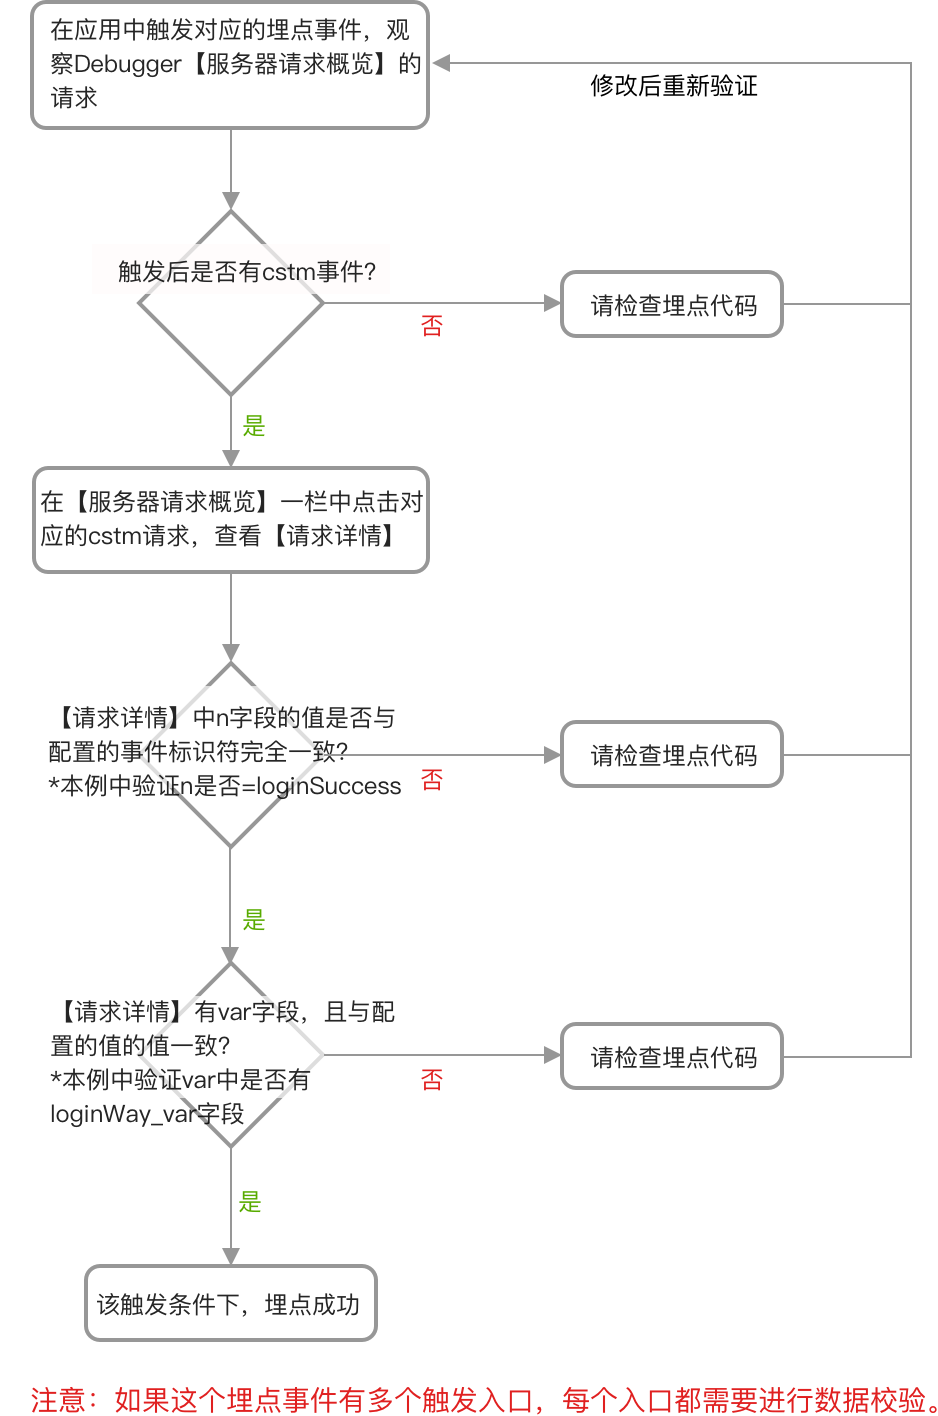 在应用中触发对应的埋点事件，观
察Debugger【服务器请求概览】的
请求
修改后重新验证
触发后是否有cstm事件？
请检查埋点代码
否
是
在【服务器请求概览】一栏中点击对
应的cstm请求，查看【请求详情】
【请求详情】中n字段的值是否与
配置的事件标识符完全一致？
*本例中验证n是否=loginSuccess
请检查埋点代码
否
是
【请求详情】有var字段，且与配
置的值的值一致？
*本例中验证var中是否有
loginWay_var字段
请检查埋点代码
否
是
该触发条件下，埋点成功
注意：如果这个埋点事件有多个触发入口，每个入口都需要进行数据校验。